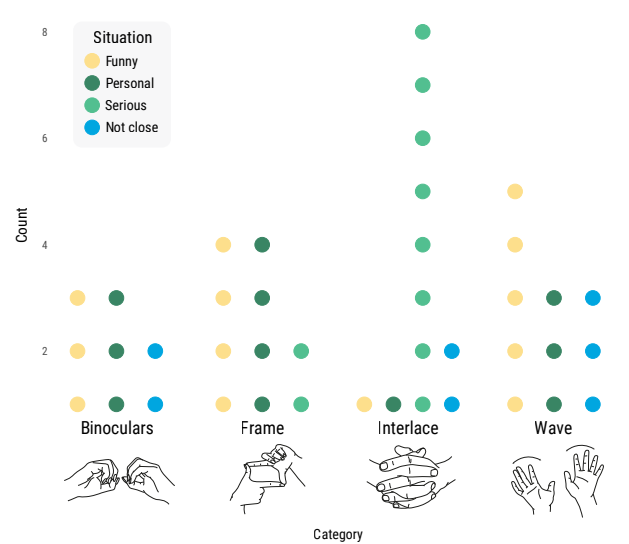 8
Situation
Funny
Personal
Serious
Not close
6
Count
4
2
Binoculars Frame Interlace Wave
Category